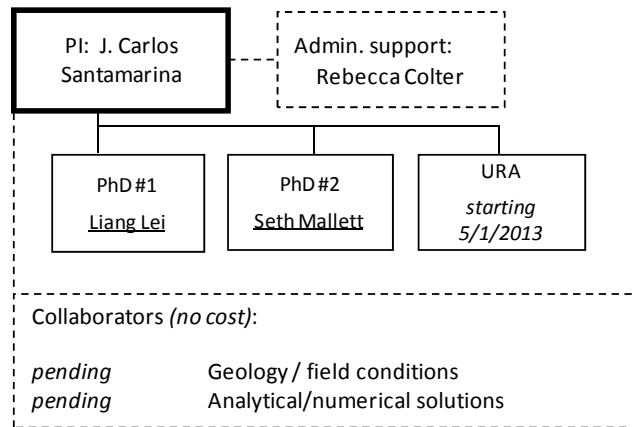 PI: J. Carlos
Santamarina
Admin. support:
Rebecca Colter
PhD #1
Liang Lei
PhD #2
Seth Mallett
URA
starting
5/1/2013
Collaborators (no cost):
pending Geology / field conditions
pending Analytical/numerical solutions